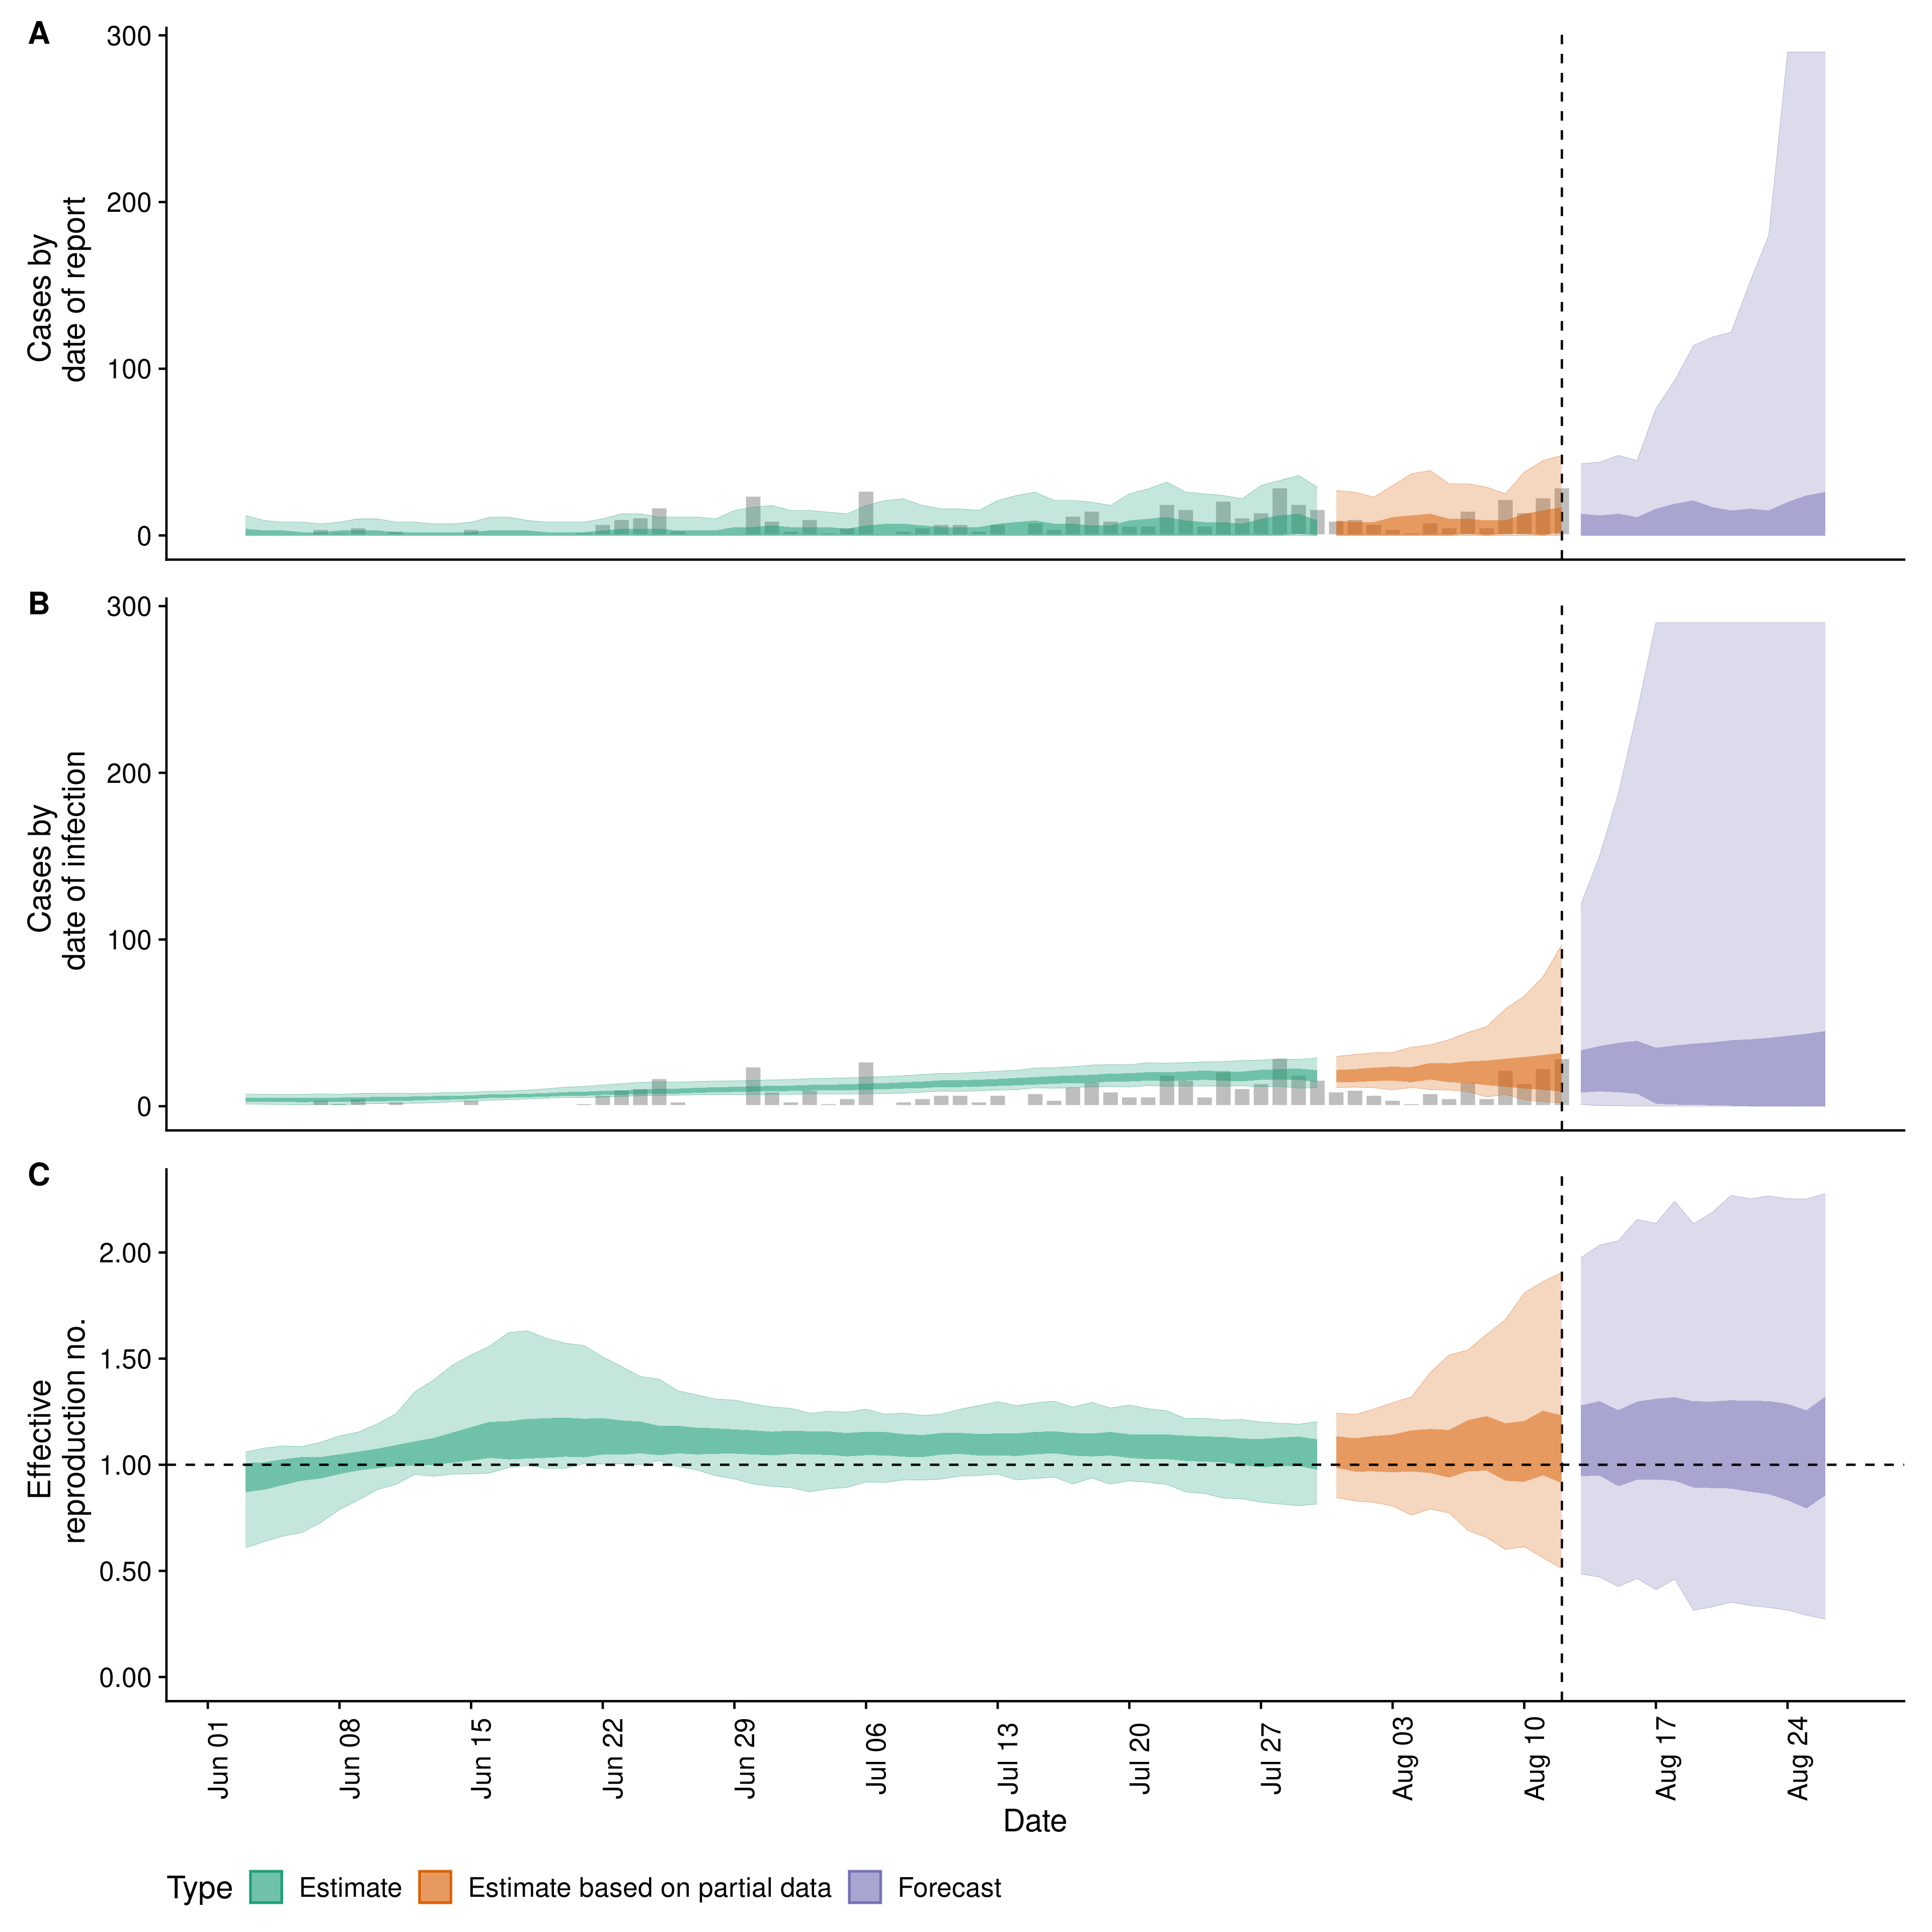 A
Cases by
date of report
300
200
100
0
B
Cases by
date of infection
300
200
100
0
C
Effective
reproduction no.
2.00
1.50
1.00
0.50
0.00
Jun 01
Jun 08
Jun 15
Jun 22
Jun 29
Jul 06
Jul 13
Jul 20
Jul 27
Aug 03
Aug 10
Aug 17
Aug 24
Date
Type Estimate Estimate based on partial data Forecast